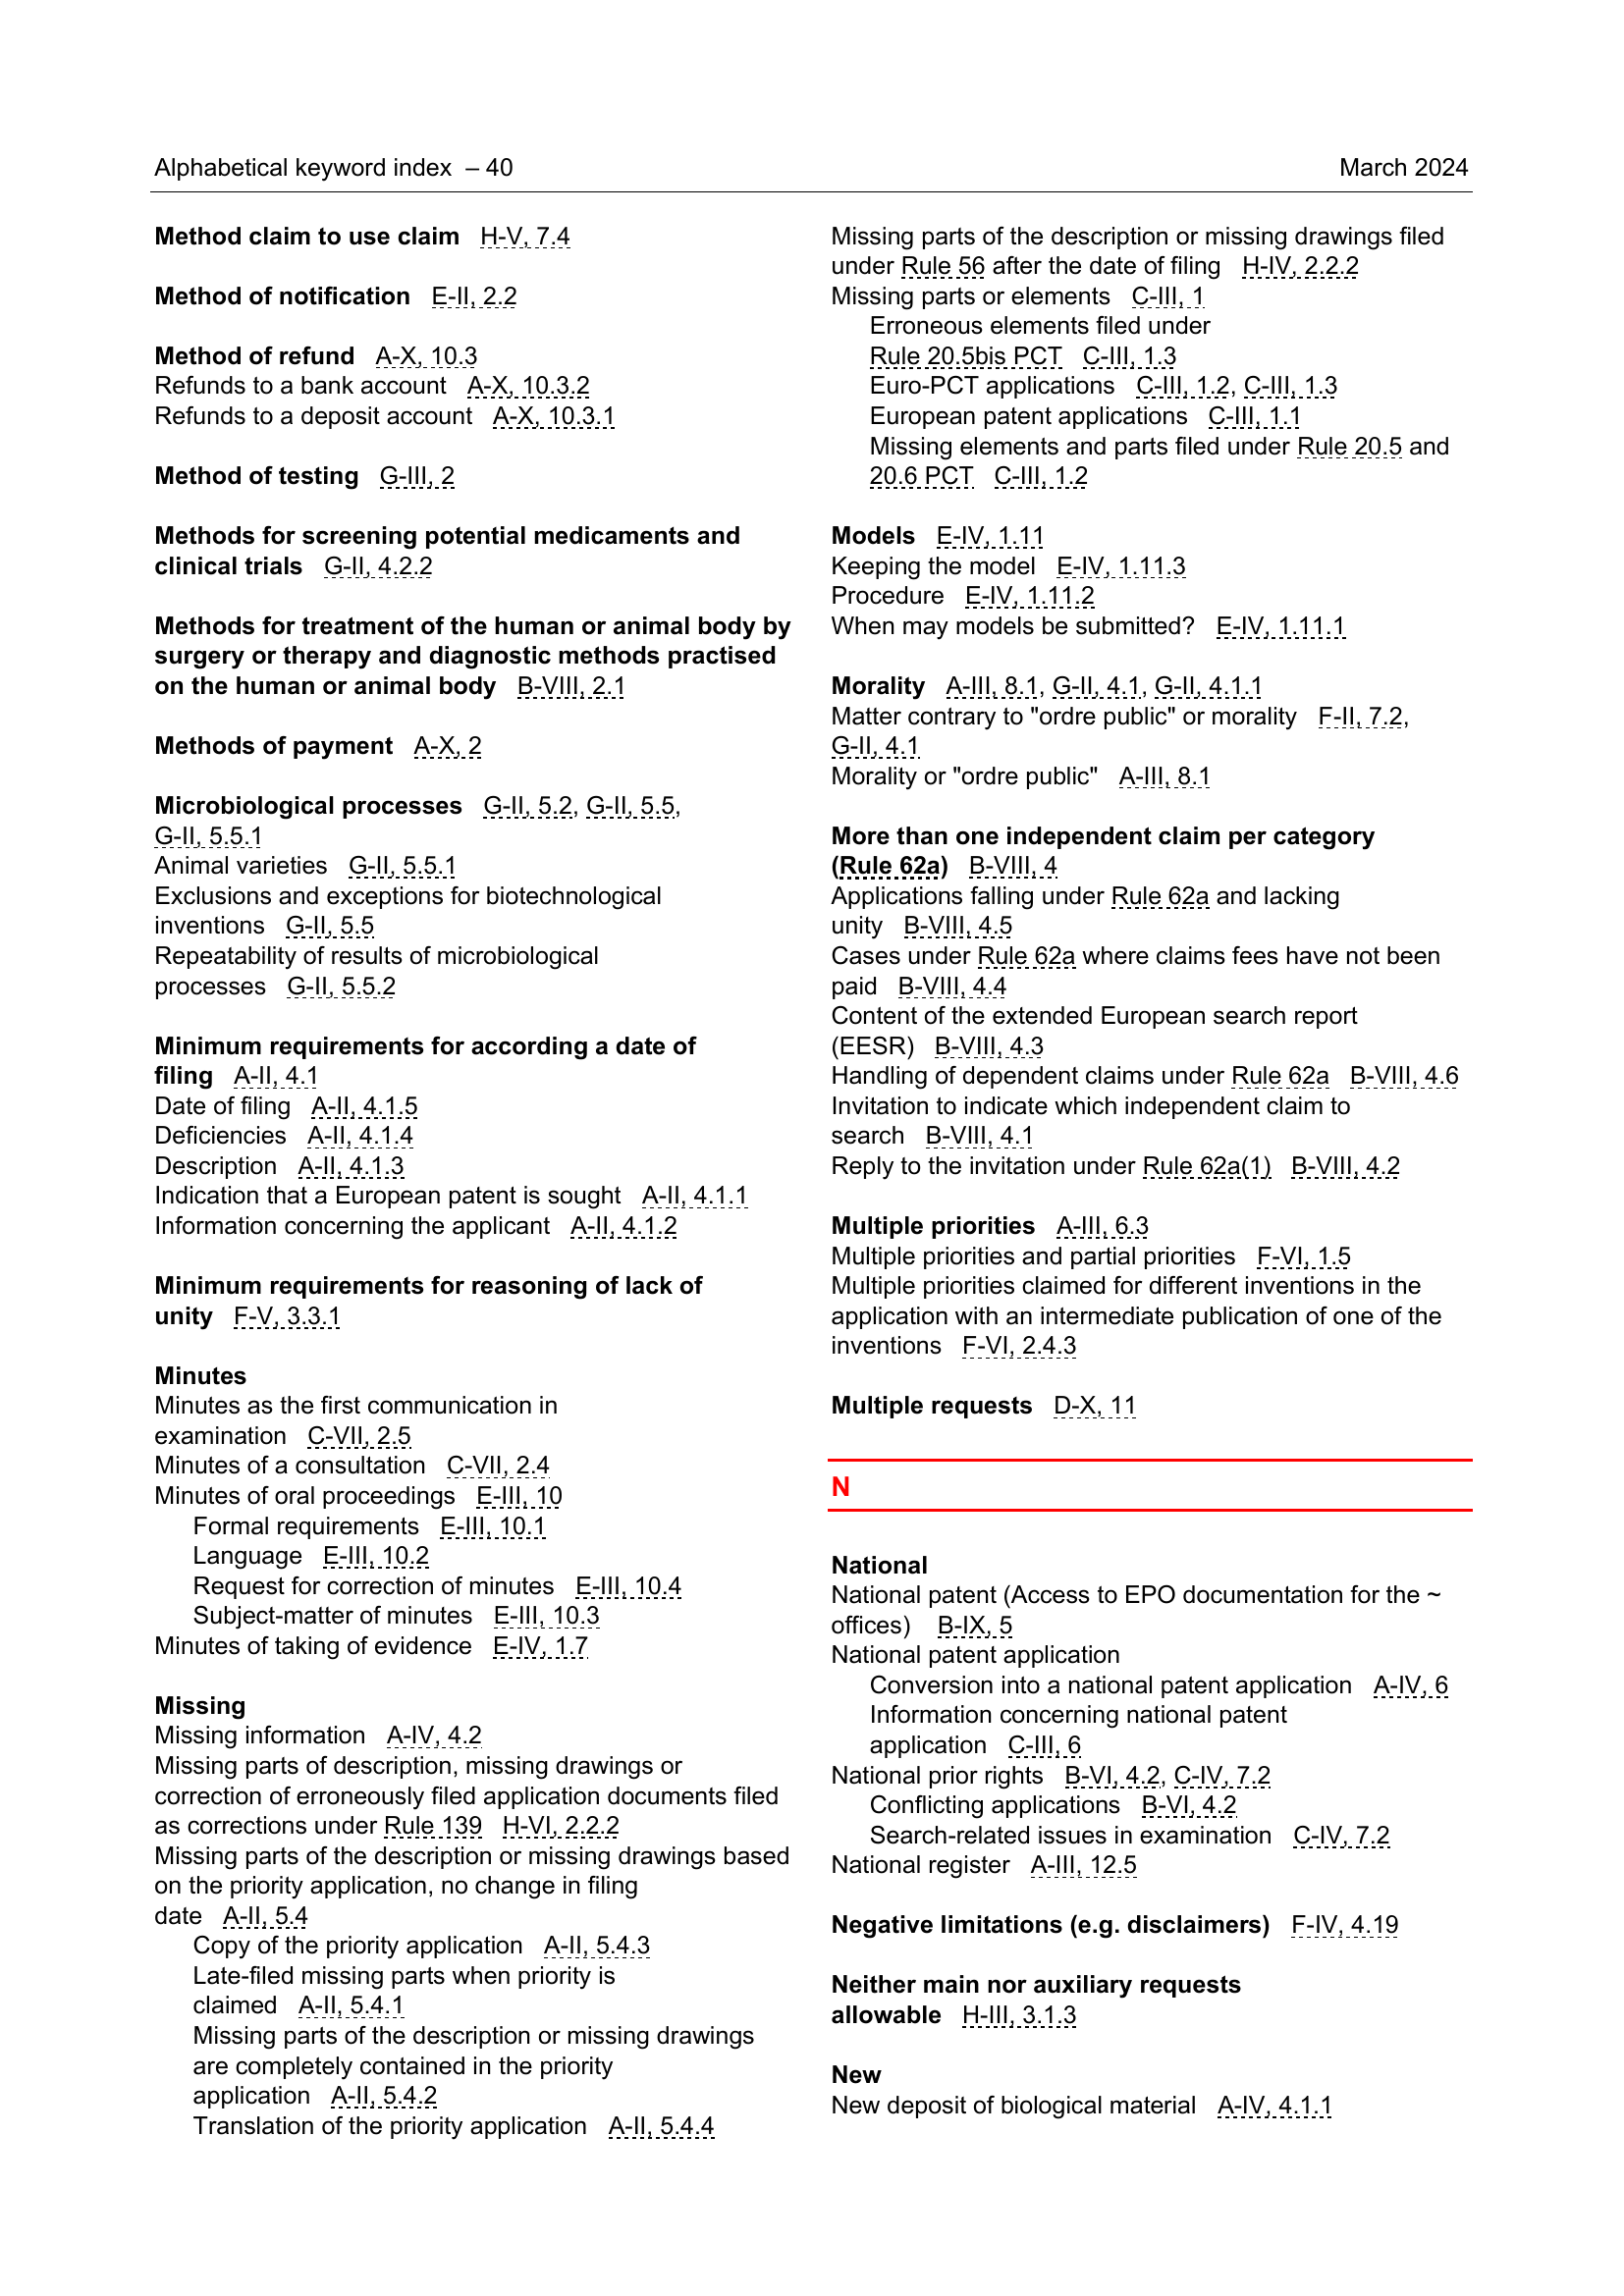 Alphabetical keyword index – 40
March 2024
Method claim to use claim H-V, 7.4
Method of notification E-II, 2.2
Method of refund A-X, 10.3
Refunds to a bank account A-X, 10.3.2
Refunds to a deposit account A-X, 10.3.1
Method of testing G-III, 2
Methods for screening potential medicaments and
clinical trials G-II, 4.2.2
Methods for treatment of the human or animal body by
surgery or therapy and diagnostic methods practised
on the human or animal body B-VIII, 2.1
Methods of payment A-X, 2
Microbiological processes G-II, 5.2, G-II, 5.5,
G-II, 5.5.1
Animal varieties G-II, 5.5.1
Exclusions and exceptions for biotechnological
inventions G-II, 5.5
Repeatability of results of microbiological
processes G-II, 5.5.2
Minimum requirements for according a date of
filing A-II, 4.1
Date of filing A-II, 4.1.5
Deficiencies A-II, 4.1.4
Description A-II, 4.1.3
Indication that a European patent is sought A-II, 4.1.1
Information concerning the applicant A-II, 4.1.2
Minimum requirements for reasoning of lack of
unity F-V, 3.3.1
Minutes
Minutes as the first communication in
examination C-VII, 2.5
Minutes of a consultation C-VII, 2.4
Minutes of oral proceedings E-III, 10
Formal requirements E-III, 10.1
Language E-III, 10.2
Request for correction of minutes E-III, 10.4
Subject-matter of minutes E-III, 10.3
Minutes of taking of evidence E-IV, 1.7
Missing
Missing information A-IV, 4.2
Missing parts of description, missing drawings or
correction of erroneously filed application documents filed
as corrections under Rule 139 H-VI, 2.2.2
Missing parts of the description or missing drawings based
on the priority application, no change in filing
date A-II, 5.4
Copy of the priority application A-II, 5.4.3
Late-filed missing parts when priority is
claimed A-II, 5.4.1
Missing parts of the description or missing drawings
are completely contained in the priority
application A-II, 5.4.2
Translation of the priority application A-II, 5.4.4
Missing parts of the description or missing drawings filed
under Rule 56 after the date of filing H-IV, 2.2.2
Missing parts or elements C-III, 1
Erroneous elements filed under
Rule 20.5bis PCT C-III, 1.3
Euro-PCT applications C-III, 1.2, C-III, 1.3
European patent applications C-III, 1.1
Missing elements and parts filed under Rule 20.5 and
20.6 PCT C-III, 1.2
Models E-IV, 1.11
Keeping the model E-IV, 1.11.3
Procedure E-IV, 1.11.2
When may models be submitted? E-IV, 1.11.1
Morality A-III, 8.1, G-II, 4.1, G-II, 4.1.1
Matter contrary to "ordre public" or morality F-II, 7.2,
G-II, 4.1
Morality or "ordre public" A-III, 8.1
More than one independent claim per category
(Rule 62a) B-VIII, 4
Applications falling under Rule 62a and lacking
unity B-VIII, 4.5
Cases under Rule 62a where claims fees have not been
paid B-VIII, 4.4
Content of the extended European search report
(EESR) B-VIII, 4.3
Handling of dependent claims under Rule 62a B-VIII, 4.6
Invitation to indicate which independent claim to
search B-VIII, 4.1
Reply to the invitation under Rule 62a(1) B-VIII, 4.2
Multiple priorities A-III, 6.3
Multiple priorities and partial priorities F-VI, 1.5
Multiple priorities claimed for different inventions in the
application with an intermediate publication of one of the
inventions F-VI, 2.4.3
Multiple requests D-X, 11
N
National
National patent (Access to EPO documentation for the ~
offices) B-IX, 5
National patent application
Conversion into a national patent application A-IV, 6
Information concerning national patent
application C-III, 6
National prior rights B-VI, 4.2, C-IV, 7.2
Conflicting applications B-VI, 4.2
Search-related issues in examination C-IV, 7.2
National register A-III, 12.5
Negative limitations (e.g. disclaimers) F-IV, 4.19
Neither main nor auxiliary requests
allowable H-III, 3.1.3
New
New deposit of biological material A-IV, 4.1.1